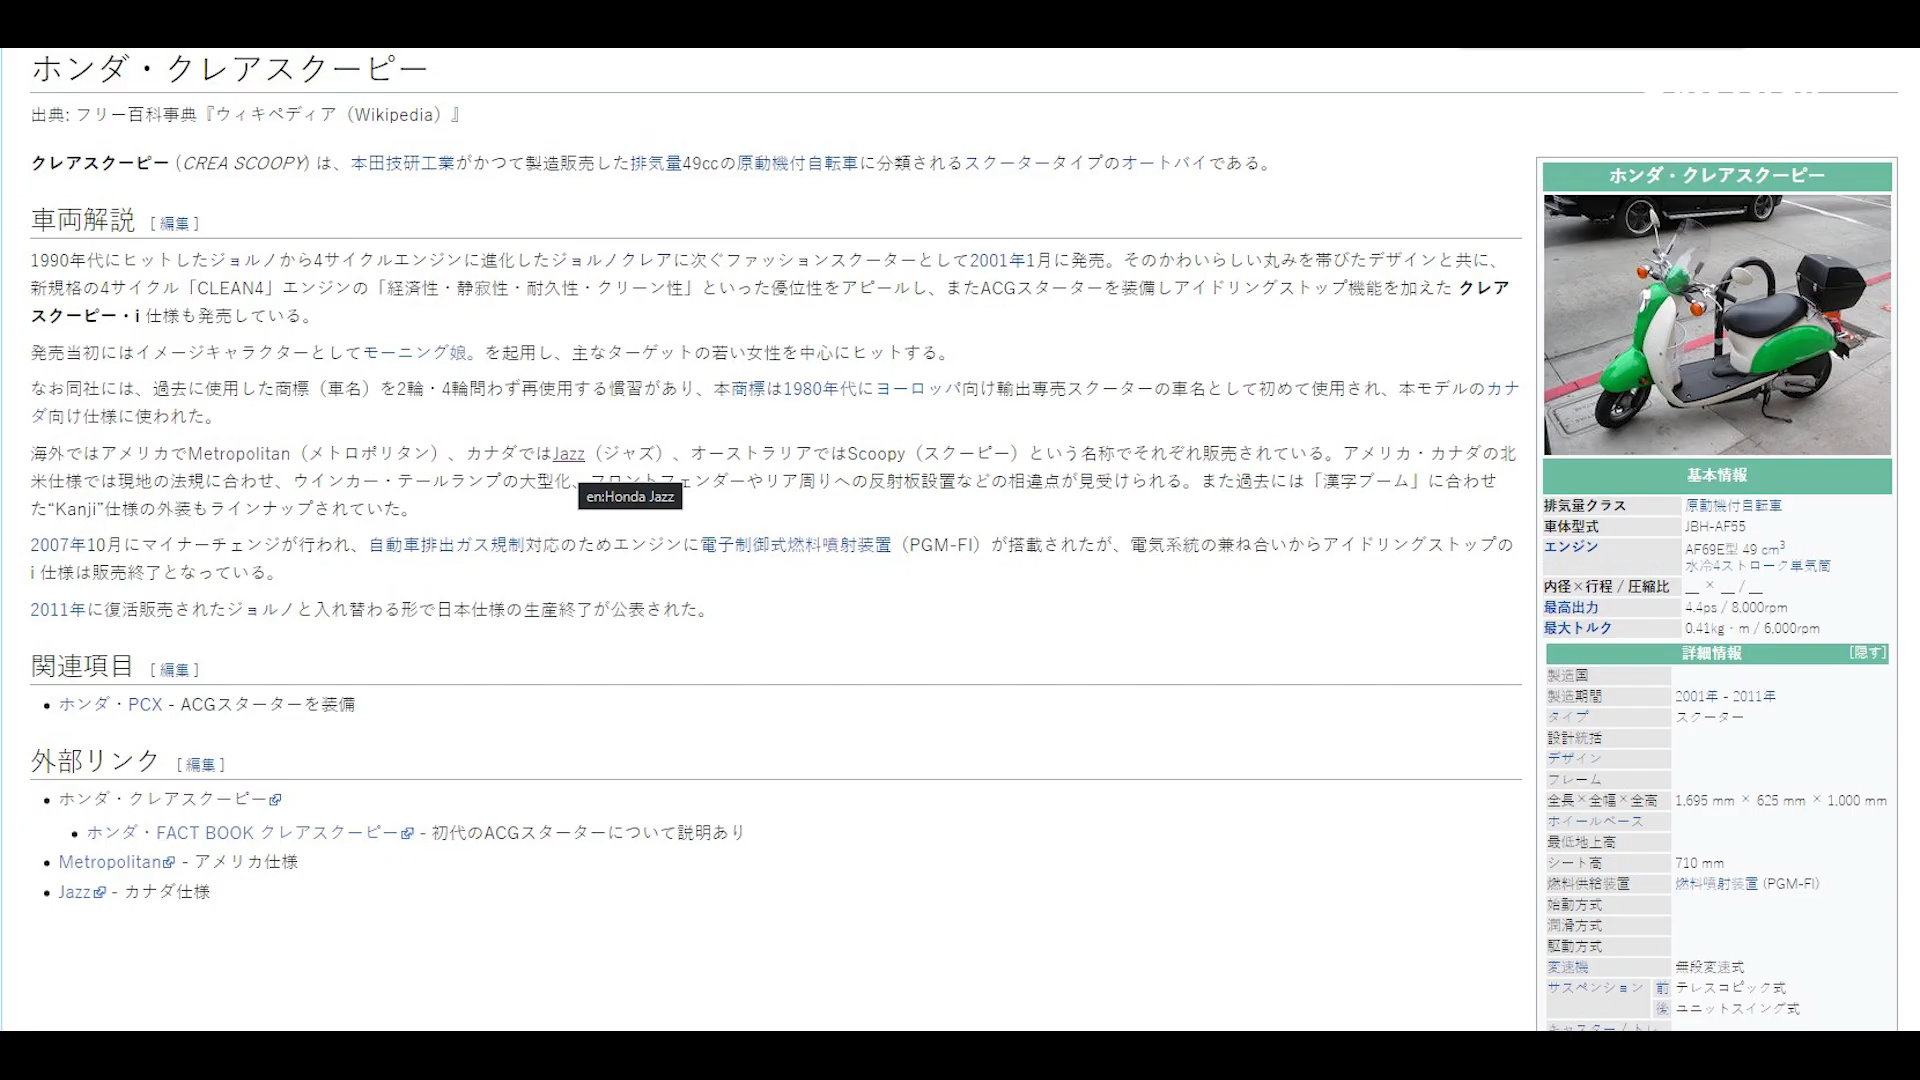 ホンダ・クレアスクーピー
出典: フリー百科事典『ウィキペディア（Wikipedia）』
クレアスクーピー (CREA SCOOPY) は、本田技研工業がかつて製造販売した排気量49ccの原動機付自転車に分類されるスクータータイプのオートバイである。
車両解説 [ 編集 ]
1990年代にヒットしたジョルノから4サイクルエンジンに進化したジョルノクレアに次ぐファッションスクーターとして2001年1月に発売。そのかわいらしい丸みを帯びたデザインと共に、
新規格の4サイクル「CLEAN4」エンジンの「経済性・静寂性・耐久性・クリーン性」といった優位性をアピールし、またACGスターターを装備しアイドリングストップ機能を加えた クレア
スクーピー・i 仕様も発売している。
発売当初にはイメージキャラクターとしてモーニング娘。を起用し、主なターゲットの若い女性を中心にヒットする。
なお同社には、過去に使用した商標（車名）を2輪・4輪問わず再使用する慣習があり、本商標は1980年代にヨーロッパ向け輸出専売スクーターの車名として初めて使用され、本モデルのカナ
ダ向け仕様に使われた。
海外ではアメリカでMetropolitan（メトロポリタン）、カナダではJazz（ジャズ）、オーストラリアではScoopy（スクーピー）という名称でそれぞれ販売されている。アメリカ・カナダの北
米仕様では現地の法規に合わせ、ウインカー・テールランプの大型化、フロントフェンダーやリア周りへの反射板設置などの相違点が見受けられる。また過去には「漢字ブーム」に合わせ
た“Kanji”仕様の外装もラインナップされていた。
en:Honda Jazz
2007年10月にマイナーチェンジが行われ、自動車排出ガス規制対応のためエンジンに電子制御式燃料噴射装置（PGM-FI）が搭載されたが、電気系統の兼ね合いからアイドリングストップの
i 仕様は販売終了となっている。
2011年に復活販売されたジョルノと入れ替わる形で日本仕様の生産終了が公表された。
関連項目 [ 編集 ]
ホンダ・PCX - ACGスターターを装備
外部リンク [ 編集 ]
ホンダ・クレアスクーピー
ホンダ・FACT BOOK クレアスクーピー - 初代のACGスターターについて説明あり
Metropolitan - アメリカ仕様
Jazz - カナダ仕様
ホンダ・クレアスクーピー
基本情報
排気量クラス 原動機付自転車
車体型式 JBH-AF55
エンジン AF69E型 49 cm3
水冷4ストローク単気筒
内径×行程 / 圧縮比 __ × __ / __
最高出力 4.4ps / 8,000rpm
最大トルク 0.41kg・m / 6,000rpm
詳細情報 [隠す]
製造国
製造期間 2001年 - 2011年
タイプ スクーター
設計統括
デザイン
フレーム
全長×全幅×全高 1,695 mm × 625 mm × 1,000 mm
ホイールベース
最低地上高
シート高 710 mm
燃料供給装置 燃料噴射装置 (PGM-FI)
始動方式
潤滑方式
駆動方式
変速機 無段変速式
サスペンション 前 テレスコピック式
後 ユニットスイング式